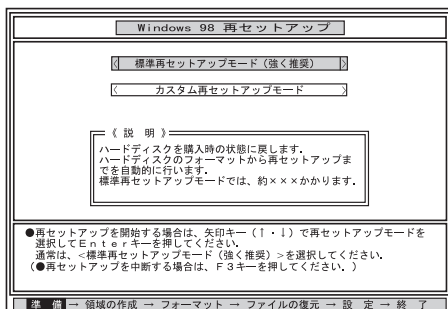 Windows 98 再セットアップ
〈 標準再セットアップモード（強く推奨） 〉
〈 カスタム再セットアップモード 〉
《 説 明 》
ハードディスクを購入時の状態に戻します．
ハードディスクのフォーマットから再セットアップま
でを自動的に行います．
標準再セットアップモードでは、約×××かかります．
●再セットアップを開始する場合は、矢印キー（↑・↓）で再セットアップモードを
選択してＥｎｔｅｒキーを押してください．
通常は、<標準再セットアップモード（強く推奨）>を選択してください．
（●再セットアップを中断する場合は、Ｆ３キーを押してください．）
準 備 → 領域の作成 → フォーマット → ファイルの復元 → 設 定 → 終 了